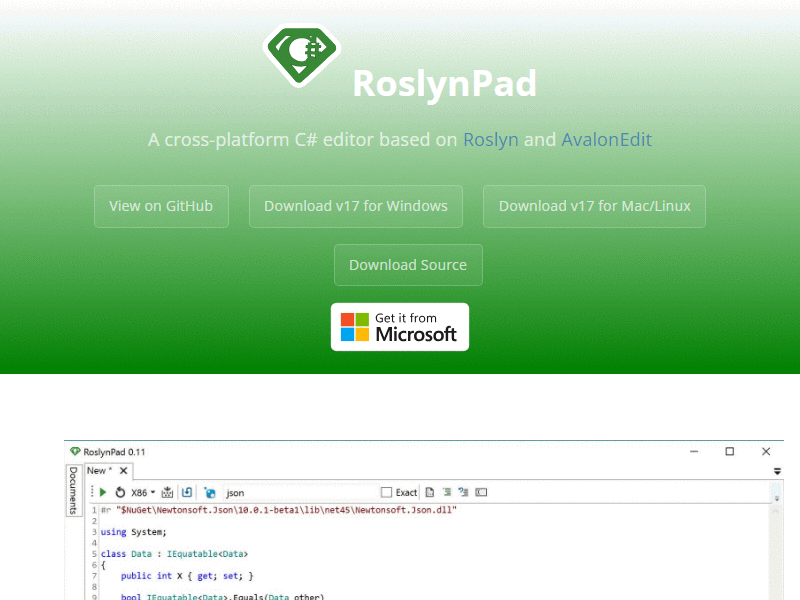 RoslynPad
A cross-platform C# editor based on Roslyn and AvalonEdit
View on GitHub
Download v17 for Windows
Download v17 for Mac/Linux
Download Source
Get it from
Microsoft
RoslynPad 0.11
Documents
New *
X86
json
Exact
1 #r "$NuGet\Newtonsoft.Json\10.0.1-beta1\lib\net45\Newtonsoft.Json.dll"
2
3 using System;
4
5 class Data : IEquatable<Data>
6 {
7 public int X { get; set; }
8
9 bool IEquatable<Data>.Equals(Data other)